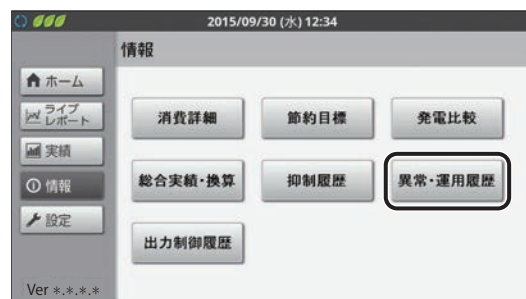 2015/09/30 (水) 12:34
情報
ホーム
ライブ
レポート
実績
情報
設定
消費詳細
節約目標
発電比較
総合実績・換算
抑制履歴
異常・運用履歴
出力制御履歴
Ver *.*.*.*